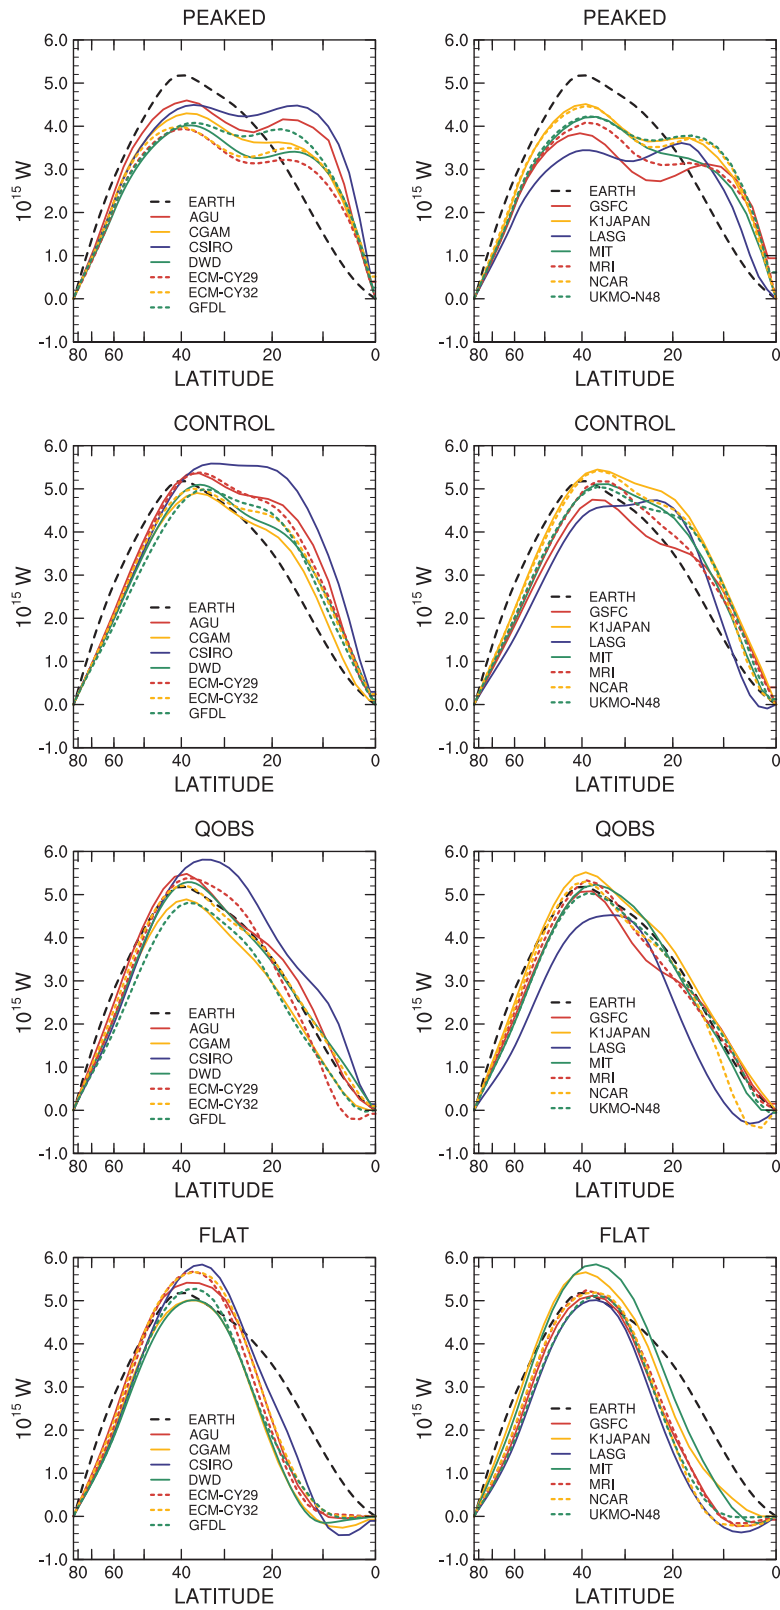 PEAKED
6.0
5.0
4.0
3.0
2.0
1.0
0.0
-1.0
10^15 W
EARTH
AGU
CGAM
CSIRO
DWD
ECM-CY29
ECM-CY32
GFDL
80 60 40 20 0
LATITUDE
PEAKED
6.0
5.0
4.0
3.0
2.0
1.0
0.0
-1.0
10^15 W
EARTH
GSFC
K1JAPAN
LASG
MIT
MRI
NCAR
UKMO-N48
80 60 40 20 0
LATITUDE
CONTROL
6.0
5.0
4.0
3.0
2.0
1.0
0.0
-1.0
10^15 W
EARTH
AGU
CGAM
CSIRO
DWD
ECM-CY29
ECM-CY32
GFDL
80 60 40 20 0
LATITUDE
CONTROL
6.0
5.0
4.0
3.0
2.0
1.0
0.0
-1.0
10^15 W
EARTH
GSFC
K1JAPAN
LASG
MIT
MRI
NCAR
UKMO-N48
80 60 40 20 0
LATITUDE
QOBS
6.0
5.0
4.0
3.0
2.0
1.0
0.0
-1.0
10^15 W
EARTH
AGU
CGAM
CSIRO
DWD
ECM-CY29
ECM-CY32
GFDL
80 60 40 20 0
LATITUDE
QOBS
6.0
5.0
4.0
3.0
2.0
1.0
0.0
-1.0
10^15 W
EARTH
GSFC
K1JAPAN
LASG
MIT
MRI
NCAR
UKMO-N48
80 60 40 20 0
LATITUDE
FLAT
6.0
5.0
4.0
3.0
2.0
1.0
0.0
-1.0
10^15 W
EARTH
AGU
CGAM
CSIRO
DWD
ECM-CY29
ECM-CY32
GFDL
80 60 40 20 0
LATITUDE
FLAT
6.0
5.0
4.0
3.0
2.0
1.0
0.0
-1.0
10^15 W
EARTH
GSFC
K1JAPAN
LASG
MIT
MRI
NCAR
UKMO-N48
80 60 40 20 0
LATITUDE